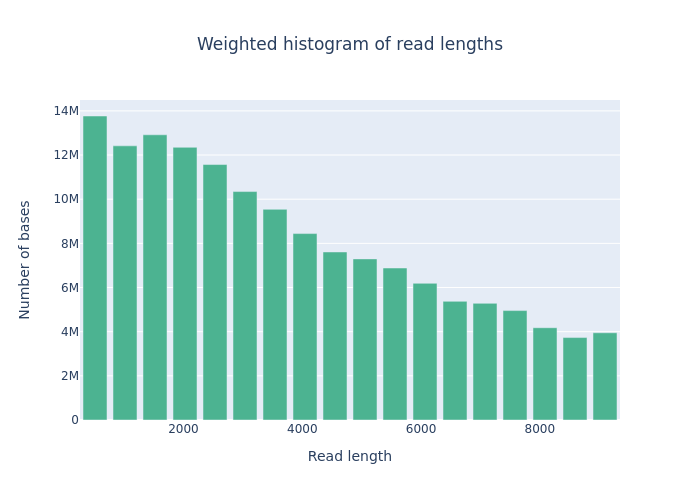 Weighted histogram of read lengths
Number of bases
14M
12M
10M
8M
6M
4M
2M
0
2000 4000 6000 8000
Read length